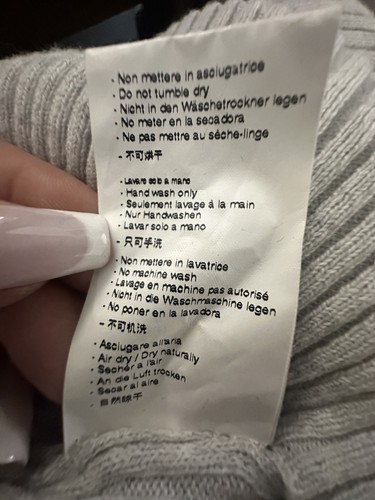 · Non mettere in asciugatrice
· Do not tumble dry
· Nicht in den Wäschetrockner legen
· No meter en la secadora
· Ne pas mettre au sèche-linge
- 不可烘干
· Lavare solo a mano
· Hand wash only
· Seulement lavage á la main
· Nur Handwashen
· Lavar solo a mano
- 只可手洗
· Non mettere in lavatrice
· No machine wash
· Lavage en machine pas autorisé
· Nicht in die Waschmaschine legen
· No poner en la lavadora
- 不可机洗
· Asciugare all'aria
· Air dry / Dry naturally
· Sécher à l'air
· An die Luft trocken
· Secar al aire
- 自然晾干